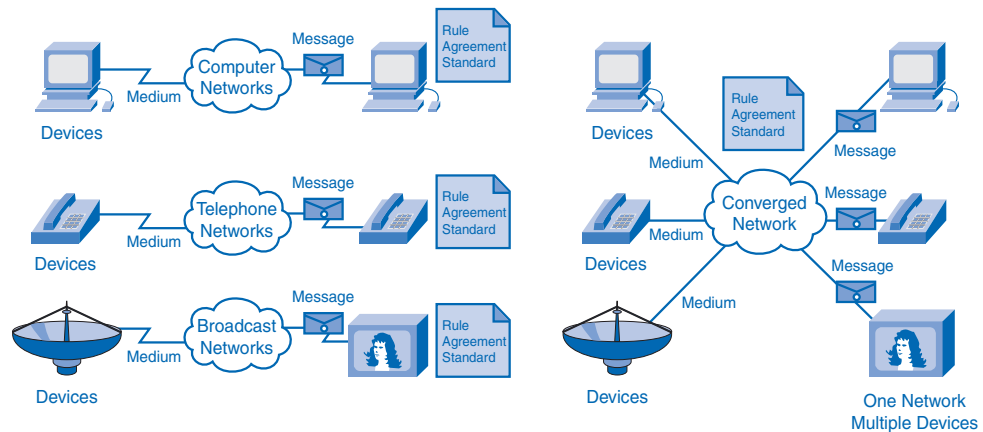 Message
Rule
Agreement
Standard
Computer
Networks
Medium
Devices
Message
Rule
Agreement
Standard
Telephone
Networks
Medium
Devices
Message
Rule
Agreement
Standard
Broadcast
Networks
Medium
Devices
Rule
Agreement
Standard
Devices
Message
Medium
Converged
Network
Message
Medium
Devices
Message
Medium
Devices
One Network
Multiple Devices